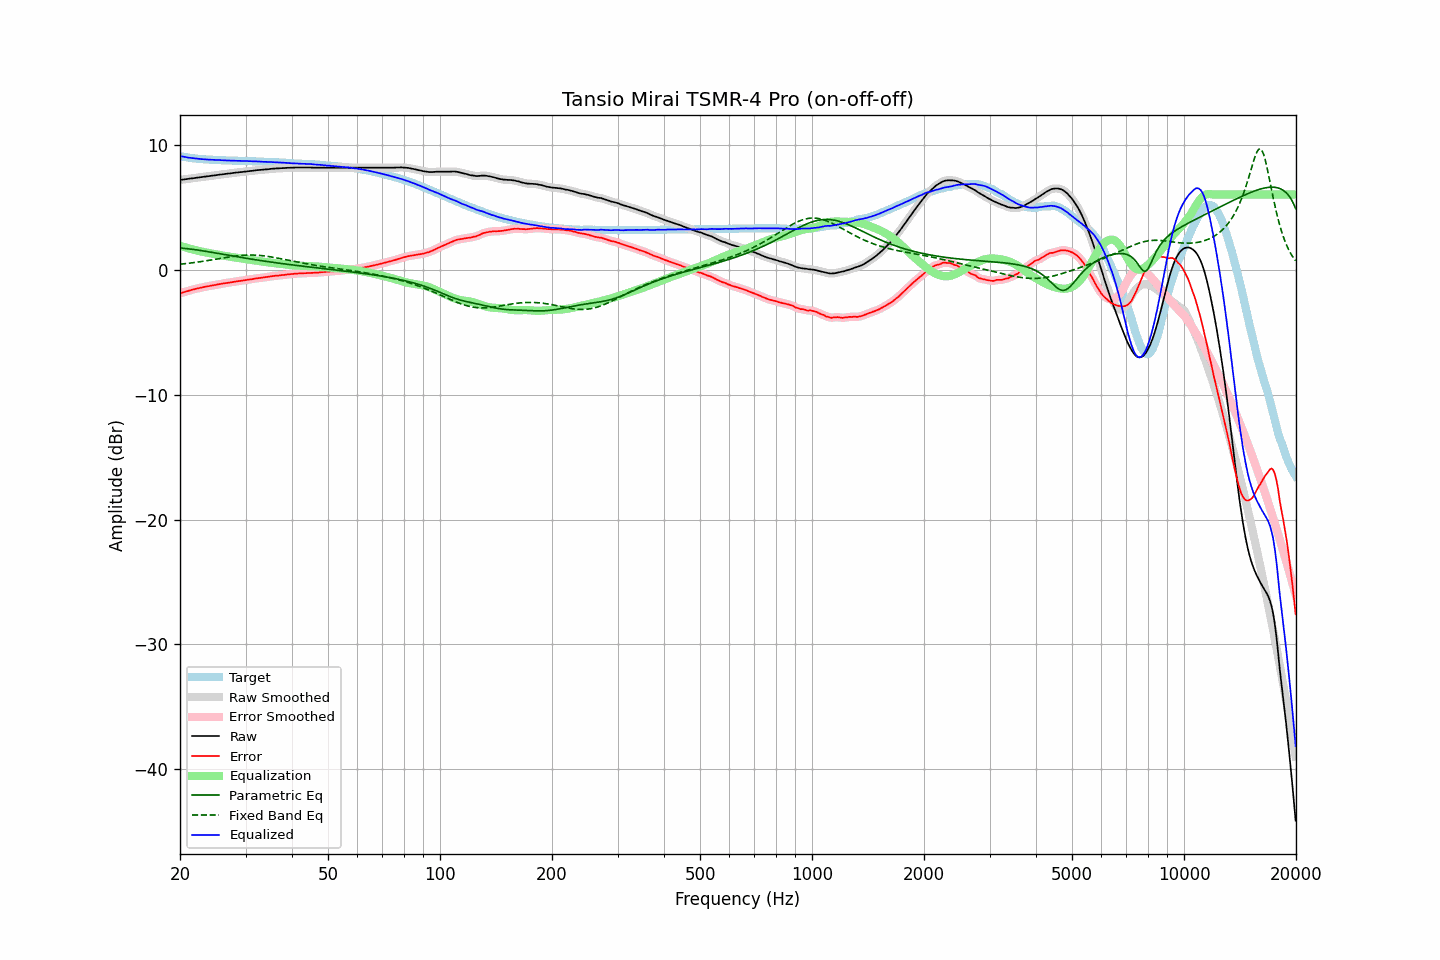 Tansio Mirai TSMR-4 Pro (on-off-off)
10
0
−10
−20
−30
−40
Amplitude (dBr)
Target
Raw Smoothed
Error Smoothed
Raw
Error
Equalization
Parametric Eq
Fixed Band Eq
Equalized
20 50 100 200 500 1000 2000 5000 10000 20000
Frequency (Hz)